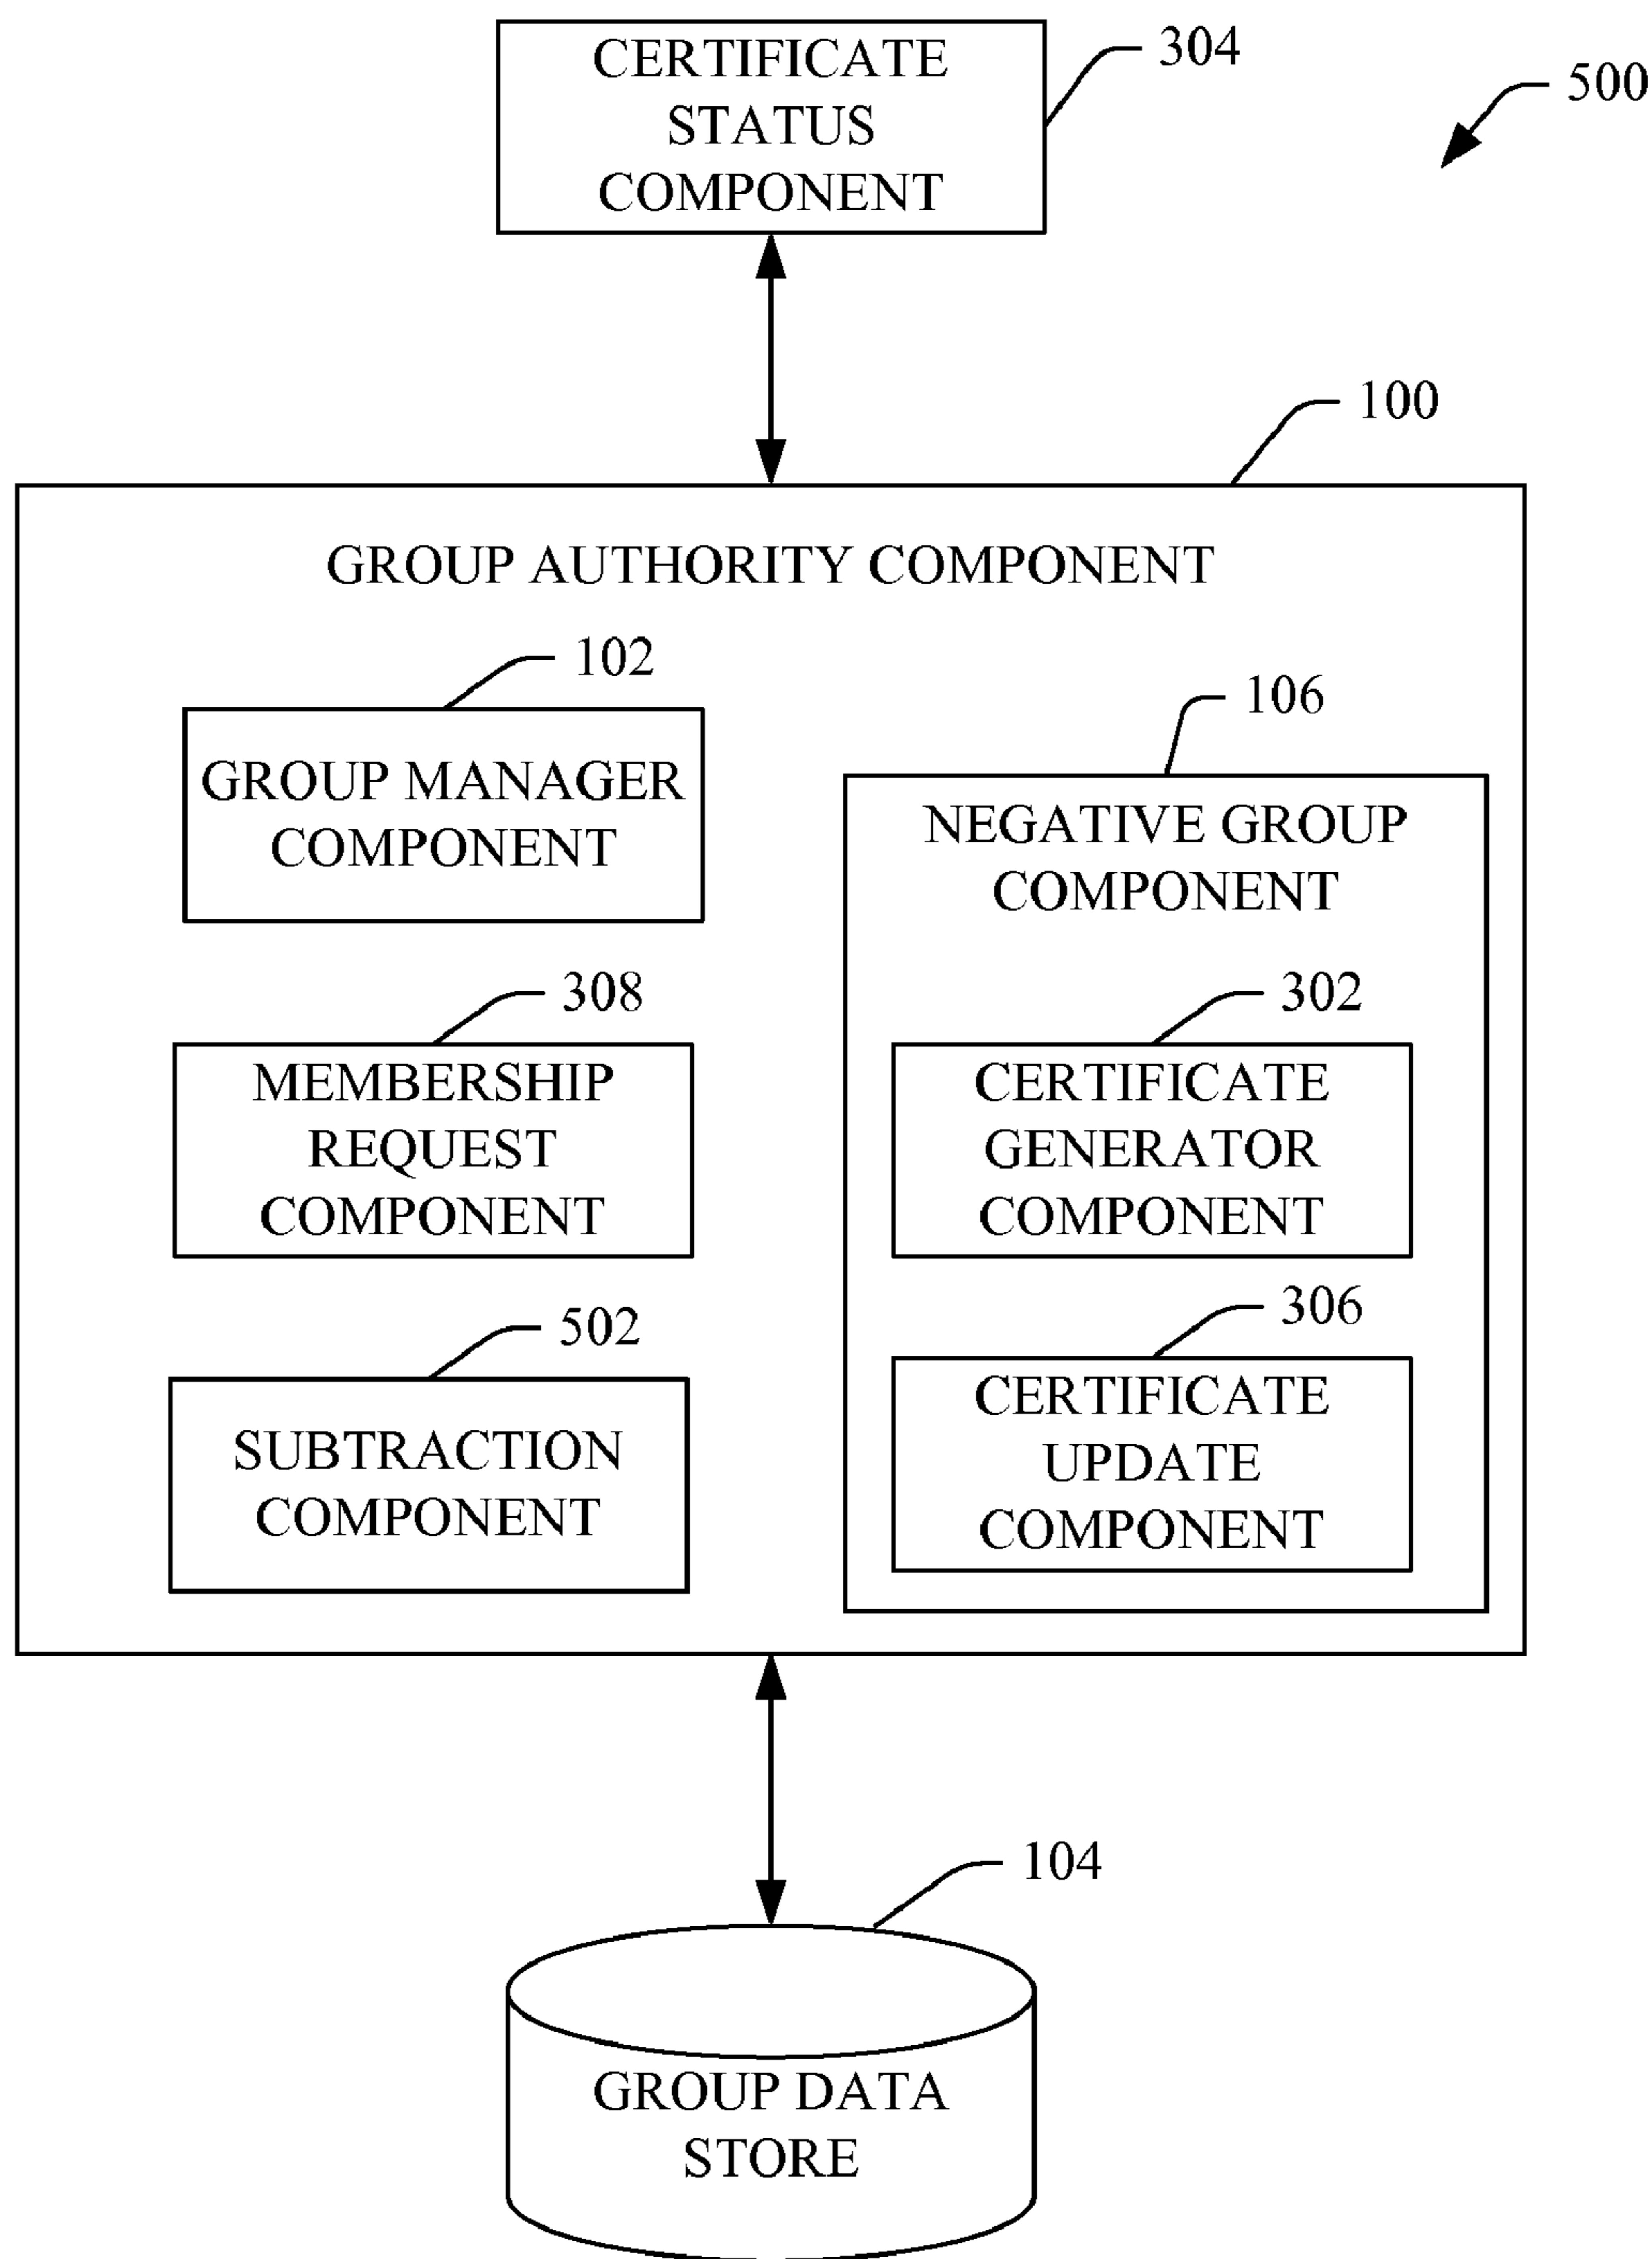 CERTIFICATE
STATUS
COMPONENT
304
500
100
GROUP AUTHORITY COMPONENT
102
GROUP MANAGER
COMPONENT
106
NEGATIVE GROUP
COMPONENT
308
MEMBERSHIP
REQUEST
COMPONENT
302
CERTIFICATE
GENERATOR
COMPONENT
502
SUBTRACTION
COMPONENT
306
CERTIFICATE
UPDATE
COMPONENT
104
GROUP DATA
STORE